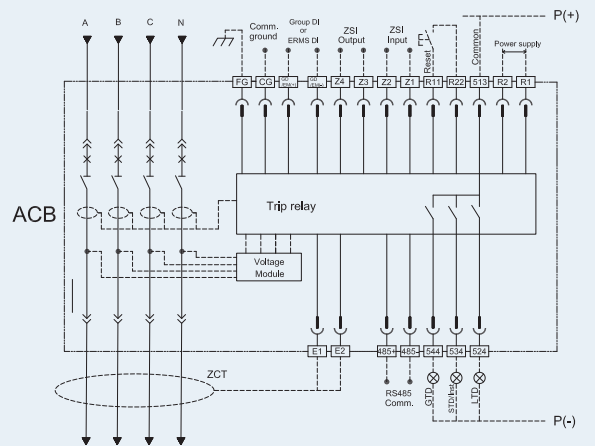 P(+)
A B C N
Comm. ground
Group DI or ERMS DI
ZSI Output
ZSI Input
Reset
Common
Power supply
FG CG Z4 Z3 Z2 Z1 R11 R22 513 R2 R1
ACB
Trip relay
Voltage Module
E1 E2 485+ 485- 544 534 524
ZCT
RS485 Comm.
GTD
STD/Inst
LTD
P(-)